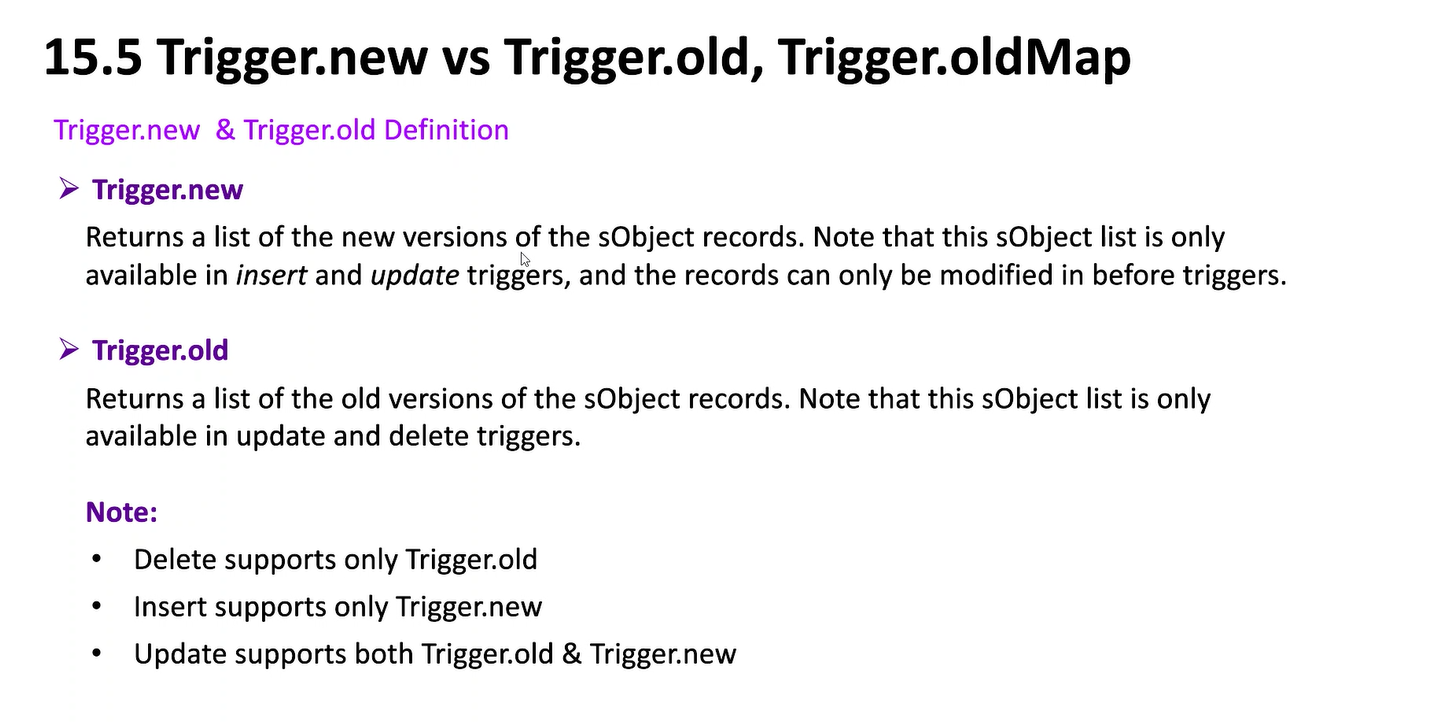 15.5 Trigger.new vs Trigger.old, Trigger.oldMap
Trigger.new & Trigger.old Definition
➢ Trigger.new
Returns a list of the new versions of the sObject records. Note that this sObject list is only
available in insert and update triggers, and the records can only be modified in before triggers.
➢ Trigger.old
Returns a list of the old versions of the sObject records. Note that this sObject list is only
available in update and delete triggers.
Note:
• Delete supports only Trigger.old
• Insert supports only Trigger.new
• Update supports both Trigger.old & Trigger.new